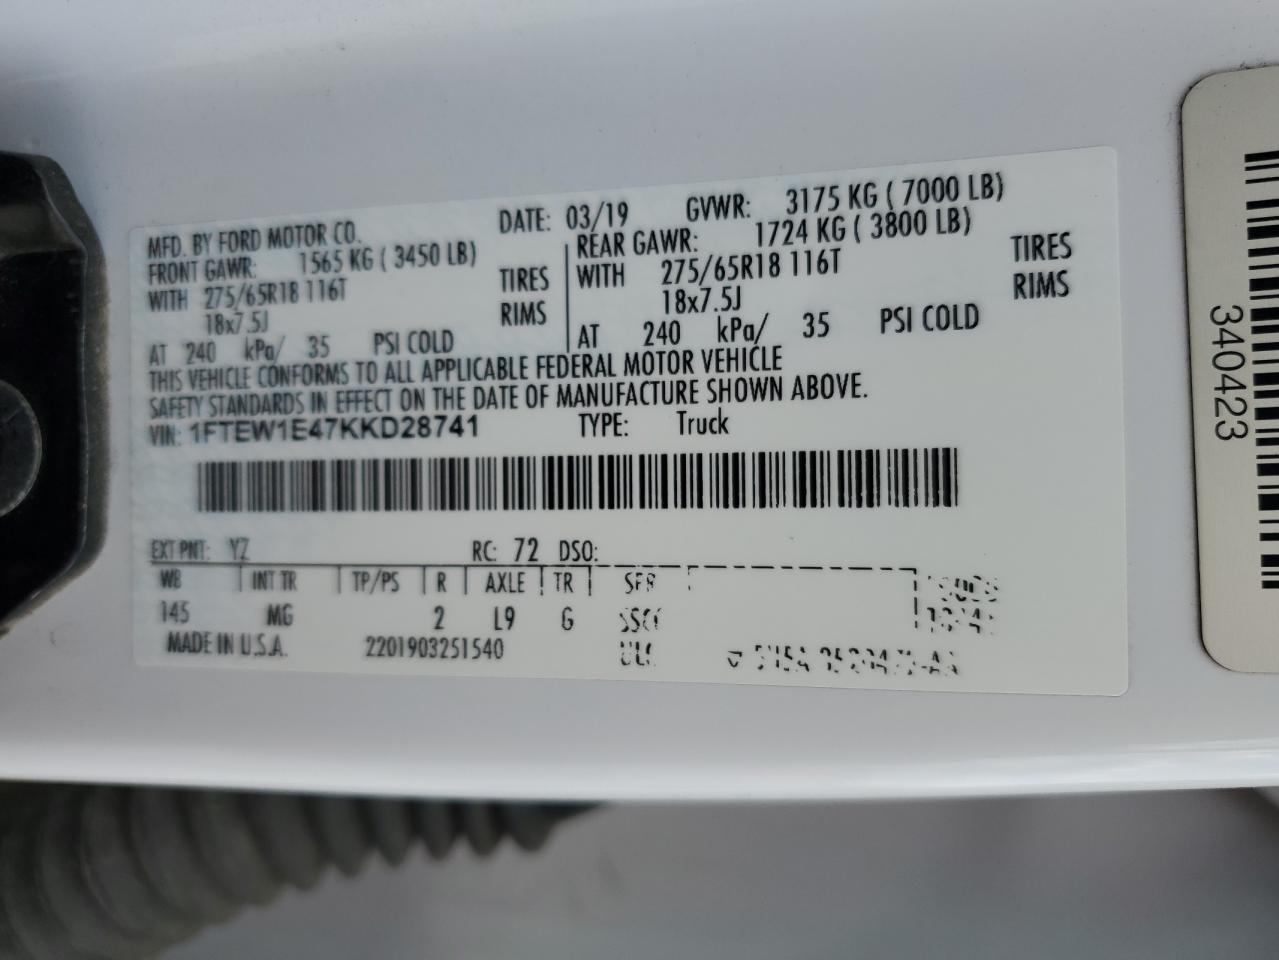 MFD. BY FORD MOTOR CO. DATE: 03/19 GVWR: 3175 KG ( 7000 LB)
FRONT GAWR: 1565 KG ( 3450 LB) REAR GAWR: 1724 KG ( 3800 LB)
WITH 275/65R18 116T TIRES WITH 275/65R18 116T TIRES
18x7.5J RIMS 18x7.5J RIMS
AT 240 kPa/ 35 PSI COLD AT 240 kPa/ 35 PSI COLD
THIS VEHICLE CONFORMS TO ALL APPLICABLE FEDERAL MOTOR VEHICLE
SAFETY STANDARDS IN EFFECT ON THE DATE OF MANUFACTURE SHOWN ABOVE.
VIN: 1FTEW1E47KKD28741 TYPE: Truck
EXT PNT: YZ RC: 72 DSO:
WB INT TR TP/PS R AXLE TR SPR
145 MG 2 L9 G
MADE IN U.S.A. 2201903251540
340423